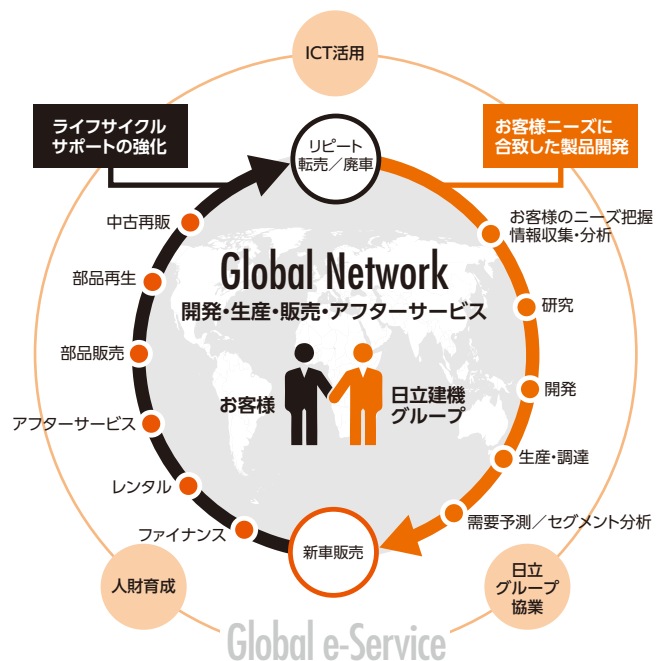 ICT活用
ライフサイクル
サポートの強化
お客様ニーズに
合致した製品開発
リピート
転売／廃車
中古再販
部品再生
部品販売
アフターサービス
レンタル
ファイナンス
お客様のニーズ把握
情報収集・分析
研究
開発
生産・調達
需要予測／セグメント分析
Global Network
開発・生産・販売・アフターサービス
お客様
日立建機
グループ
新車販売
人財育成
日立
グループ
協業
Global e-Service